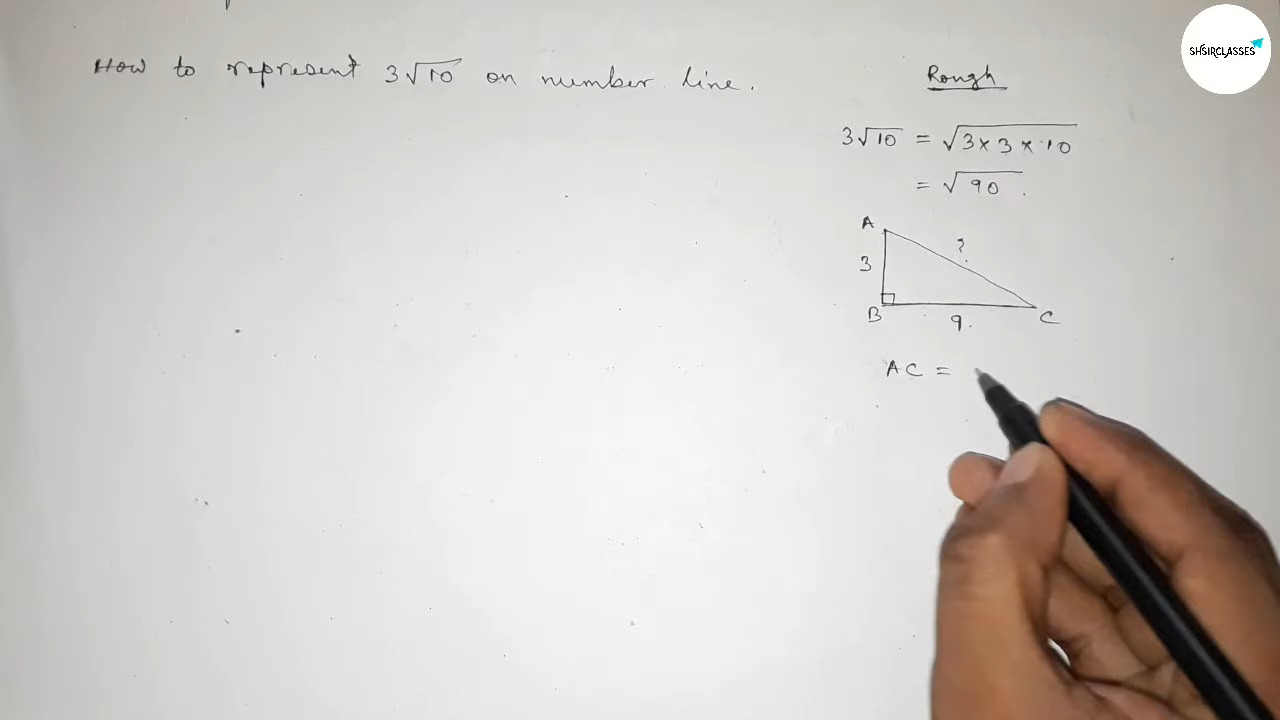 How to represent 3√10 on number line.
Rough
3√10 = √3×3×10
= √90
A
3
?
B
9
C
AC =
SHSIRCLASSES